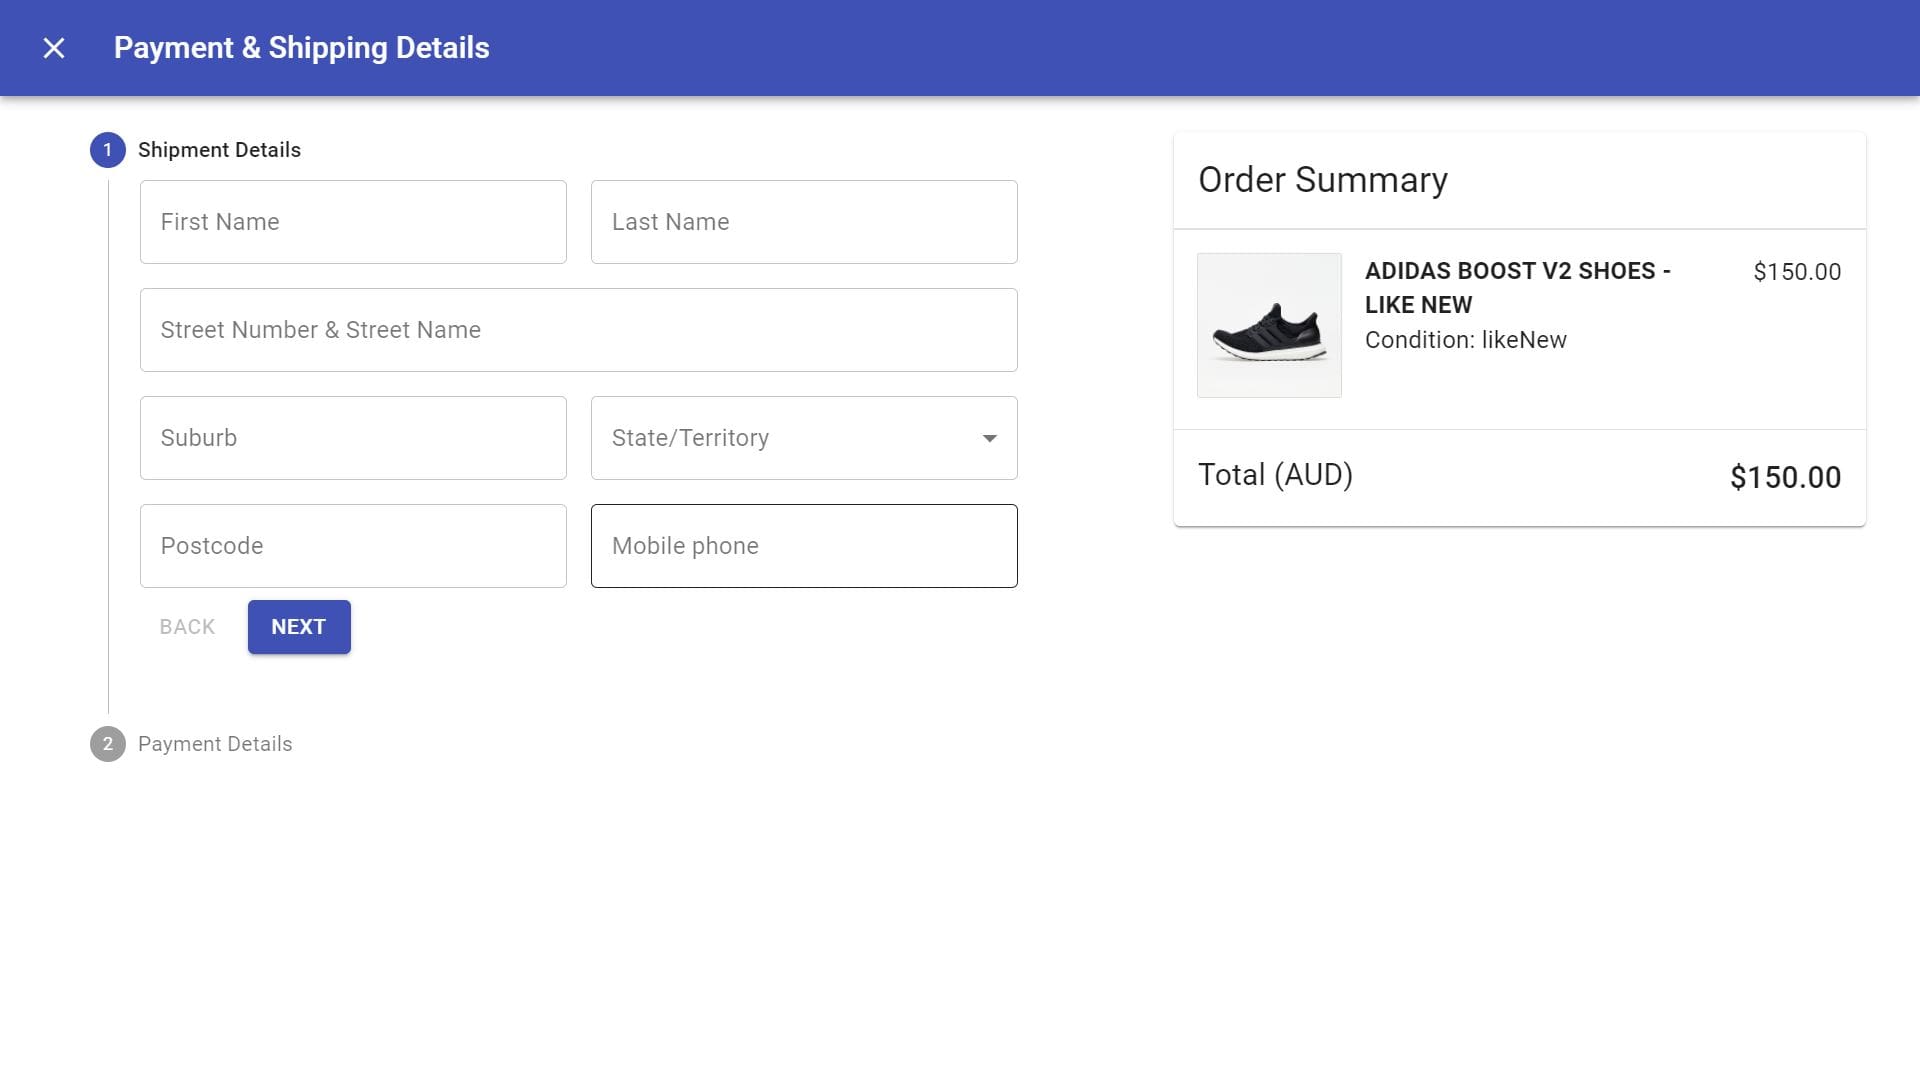 Payment & Shipping Details
1 Shipment Details
First Name
Last Name
Street Number & Street Name
Suburb
State/Territory
Postcode
Mobile phone
BACK
NEXT
2 Payment Details
Order Summary
ADIDAS BOOST V2 SHOES -
LIKE NEW
Condition: likeNew
$150.00
Total (AUD)
$150.00